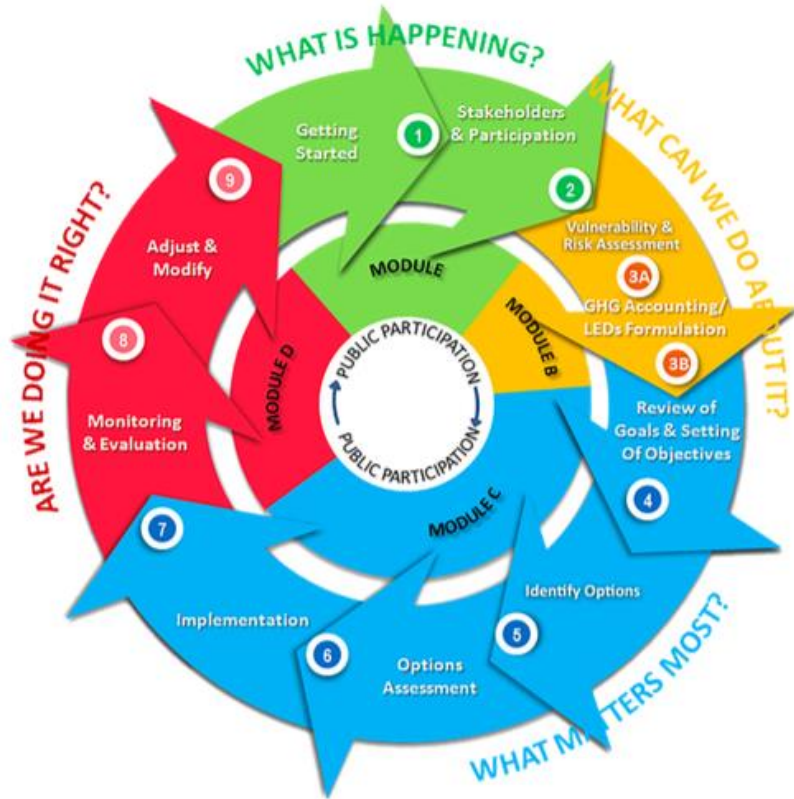 WHAT IS HAPPENING?
WHAT CAN WE DO ABOUT IT?
WHAT MATTERS MOST?
ARE WE DOING IT RIGHT?
Getting
Started
1
Stakeholders
& Participation
2
Vulnerability &
Risk Assessment
3A
GHG Accounting/
LEDs Formulation
3B
Review of
Goals & Setting
Of Objectives
4
Identify Options
5
Options
Assessment
6
Implementation
7
Monitoring
& Evaluation
8
Adjust &
Modify
9
MODULE
MODULE B
MODULE C
MODULE D
PUBLIC PARTICIPATION
PUBLIC PARTICIPATION